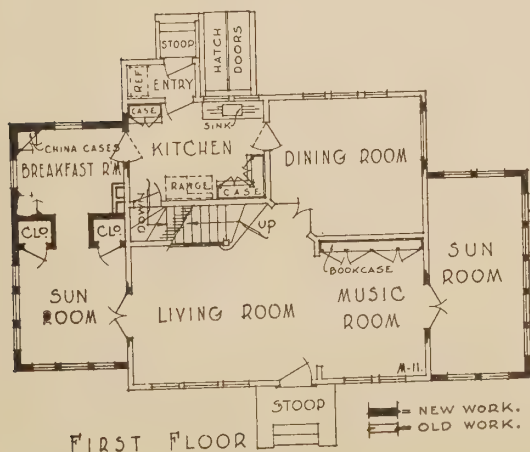 STOOP
HATCH DOORS
REF.
ENTRY
CASE
SINK
CHINA CASES
BREAKFAST R'M
KITCHEN
DINING ROOM
RANGE
CASE
DOWN
UP
CLO.
CLO.
BOOKCASE
SUN ROOM
LIVING ROOM
MUSIC ROOM
SUN ROOM
M-11.
STOOP
= NEW WORK.
= OLD WORK.
FIRST FLOOR